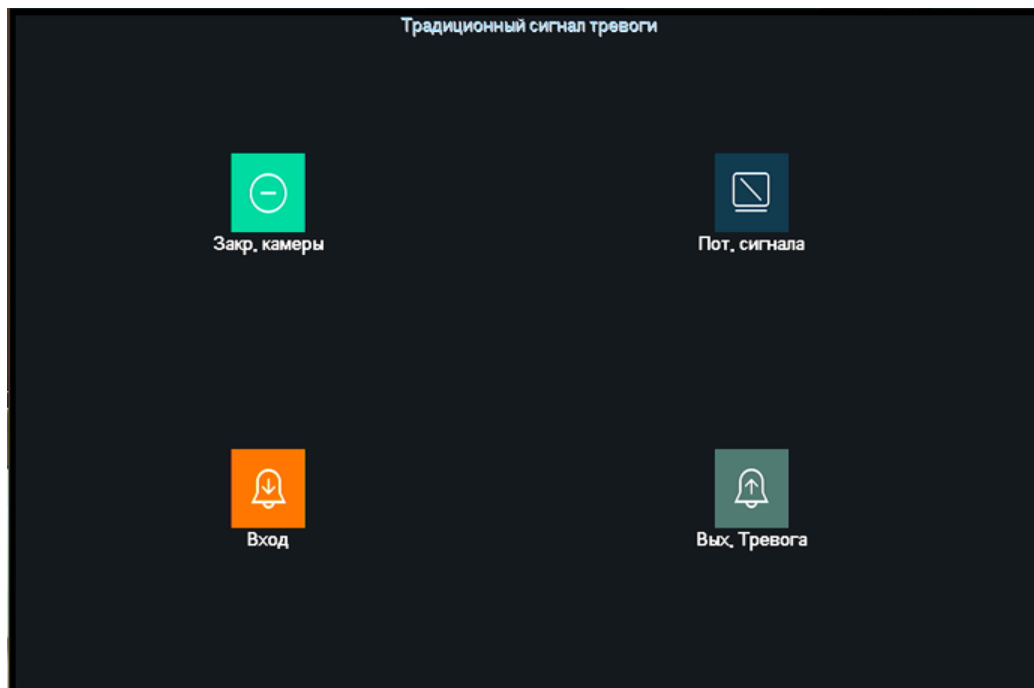 Традиционный сигнал тревоги
Закр. камеры
Пот. сигнала
Вход
Вых. Тревога